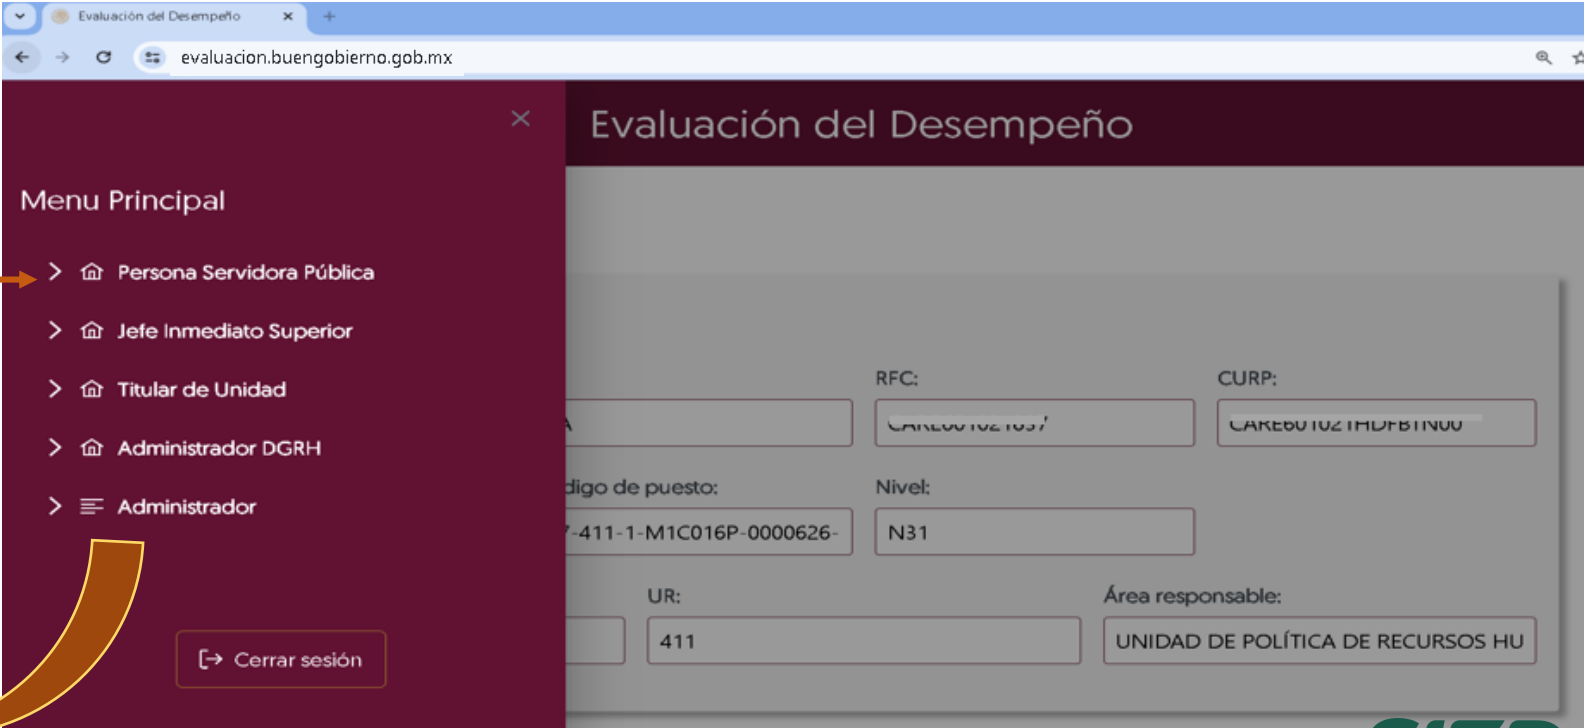 Evaluación del Desempeño
evaluacion.buengobierno.gob.mx
Evaluación del Desempeño
Menu Principal
Persona Servidora Pública
Jefe Inmediato Superior
Titular de Unidad
Administrador DGRH
Administrador
Cerrar sesión
RFC:
CURP:
A
digo de puesto:
Nivel:
-411-1-M1C016P-0000626-
N31
UR:
Área responsable:
411
UNIDAD DE POLÍTICA DE RECURSOS HU